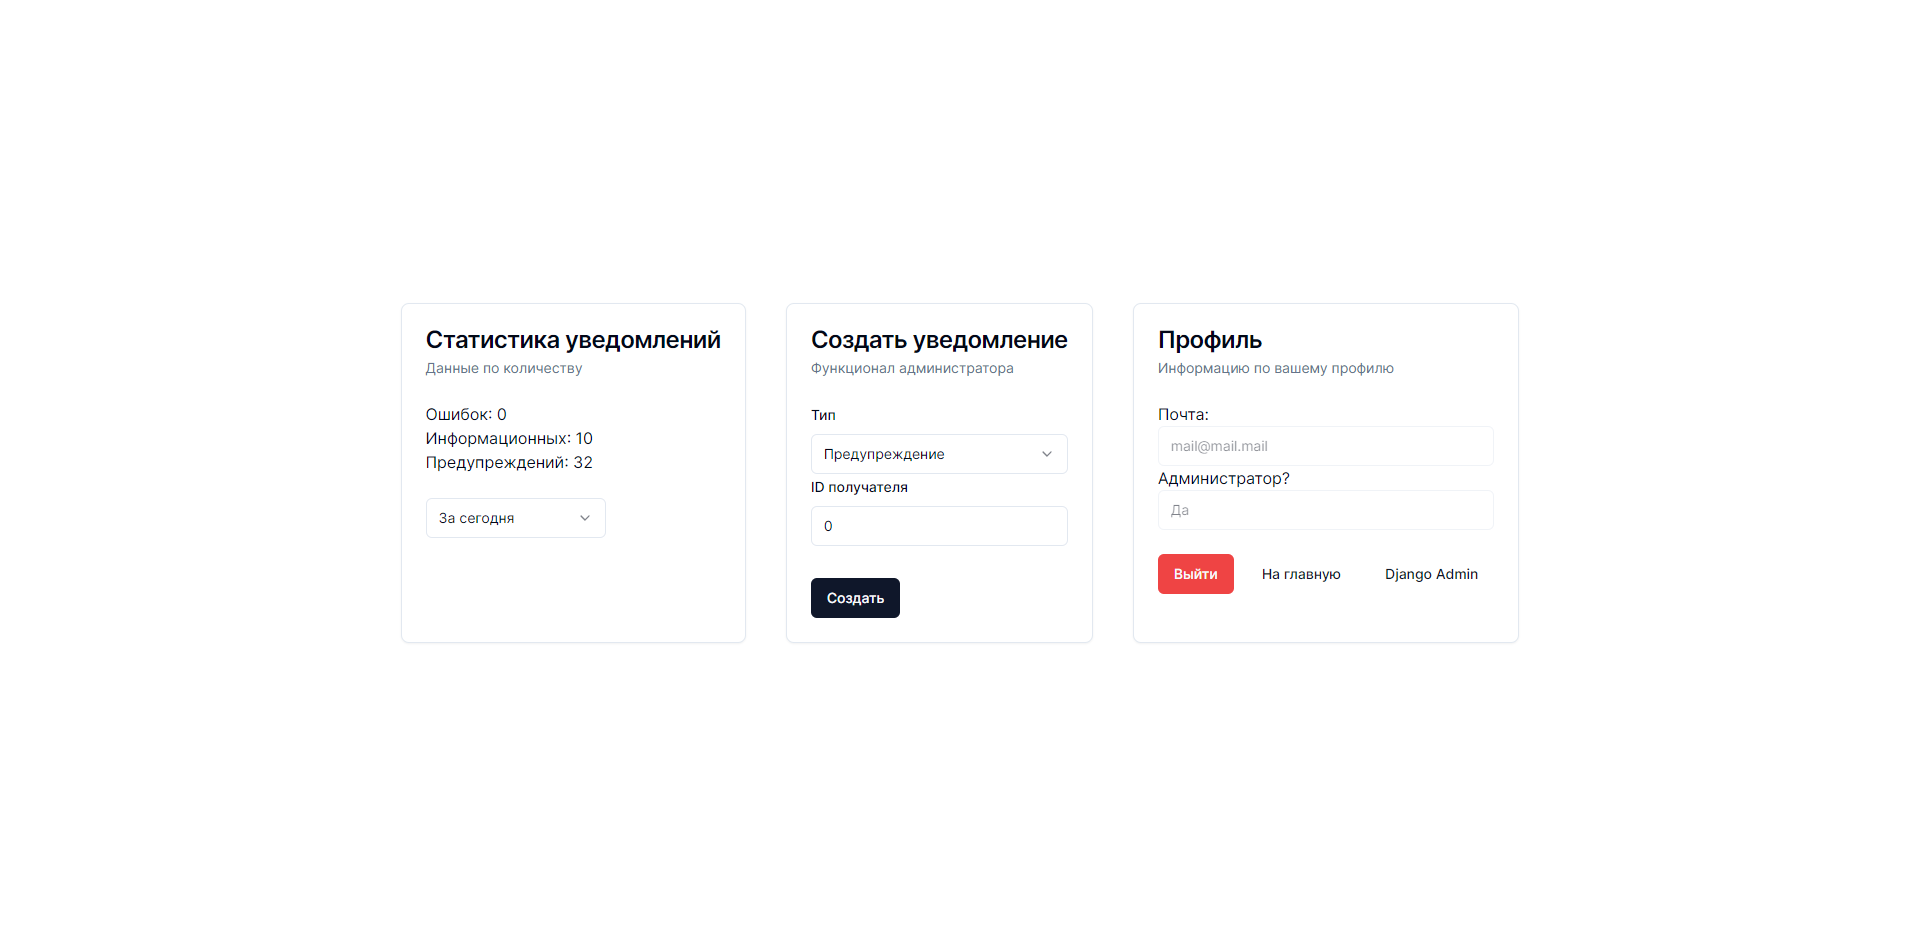 Статистика уведомлений
Данные по количеству
Ошибок: 0
Информационных: 10
Предупреждений: 32
За сегодня
Создать уведомление
Функционал администратора
Тип
Предупреждение
ID получателя
0
Создать
Профиль
Информацию по вашему профилю
Почта:
mail@mail.mail
Администратор?
Да
Выйти
На главную
Django Admin